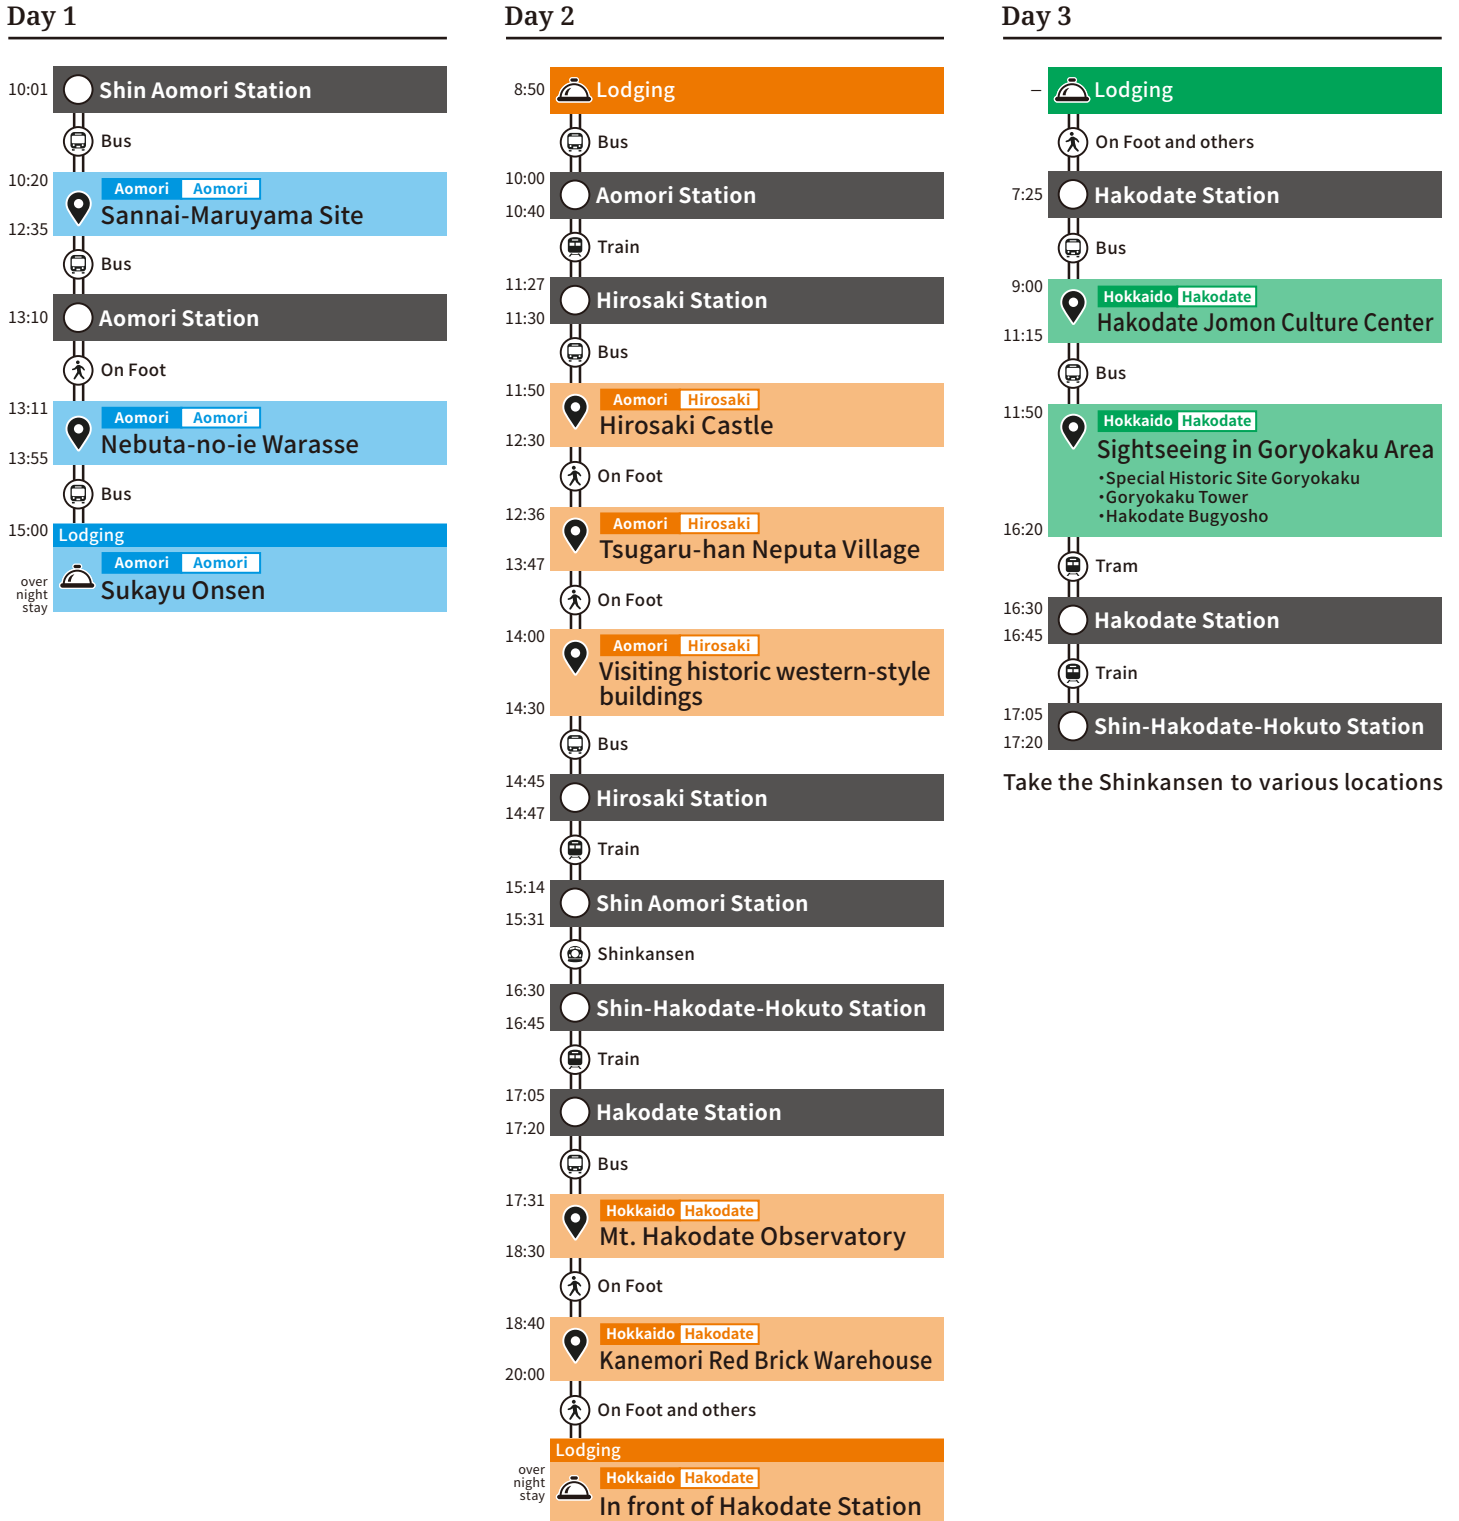 Day 1
10:01
Shin Aomori Station
Bus
10:20
Aomori Aomori
Sannai-Maruyama Site
12:35
Bus
13:10
Aomori Station
On Foot
13:11
Aomori Aomori
Nebuta-no-ie Warasse
13:55
Bus
15:00
Lodging
Aomori Aomori
Sukayu Onsen
over
night
stay
Day 2
8:50
Lodging
Bus
10:00
Aomori Station
10:40
Train
11:27
Hirosaki Station
11:30
Bus
11:50
Aomori Hirosaki
Hirosaki Castle
12:30
On Foot
12:36
Aomori Hirosaki
Tsugaru-han Neputa Village
13:47
On Foot
14:00
Aomori Hirosaki
Visiting historic western-style
buildings
14:30
Bus
14:45
Hirosaki Station
14:47
Train
15:14
Shin Aomori Station
15:31
Shinkansen
16:30
Shin-Hakodate-Hokuto Station
16:45
Train
17:05
Hakodate Station
17:20
Bus
17:31
Hokkaido Hakodate
Mt. Hakodate Observatory
18:30
On Foot
18:40
Hokkaido Hakodate
Kanemori Red Brick Warehouse
20:00
On Foot and others
Lodging
over
night
stay
Hokkaido Hakodate
In front of Hakodate Station
Day 3
–
Lodging
On Foot and others
7:25
Hakodate Station
Bus
9:00
Hokkaido Hakodate
Hakodate Jomon Culture Center
11:15
Bus
11:50
Hokkaido Hakodate
Sightseeing in Goryokaku Area
・Special Historic Site Goryokaku
・Goryokaku Tower
・Hakodate Bugyosho
16:20
Tram
16:30
Hakodate Station
16:45
Train
17:05
Shin-Hakodate-Hokuto Station
17:20
Take the Shinkansen to various locations